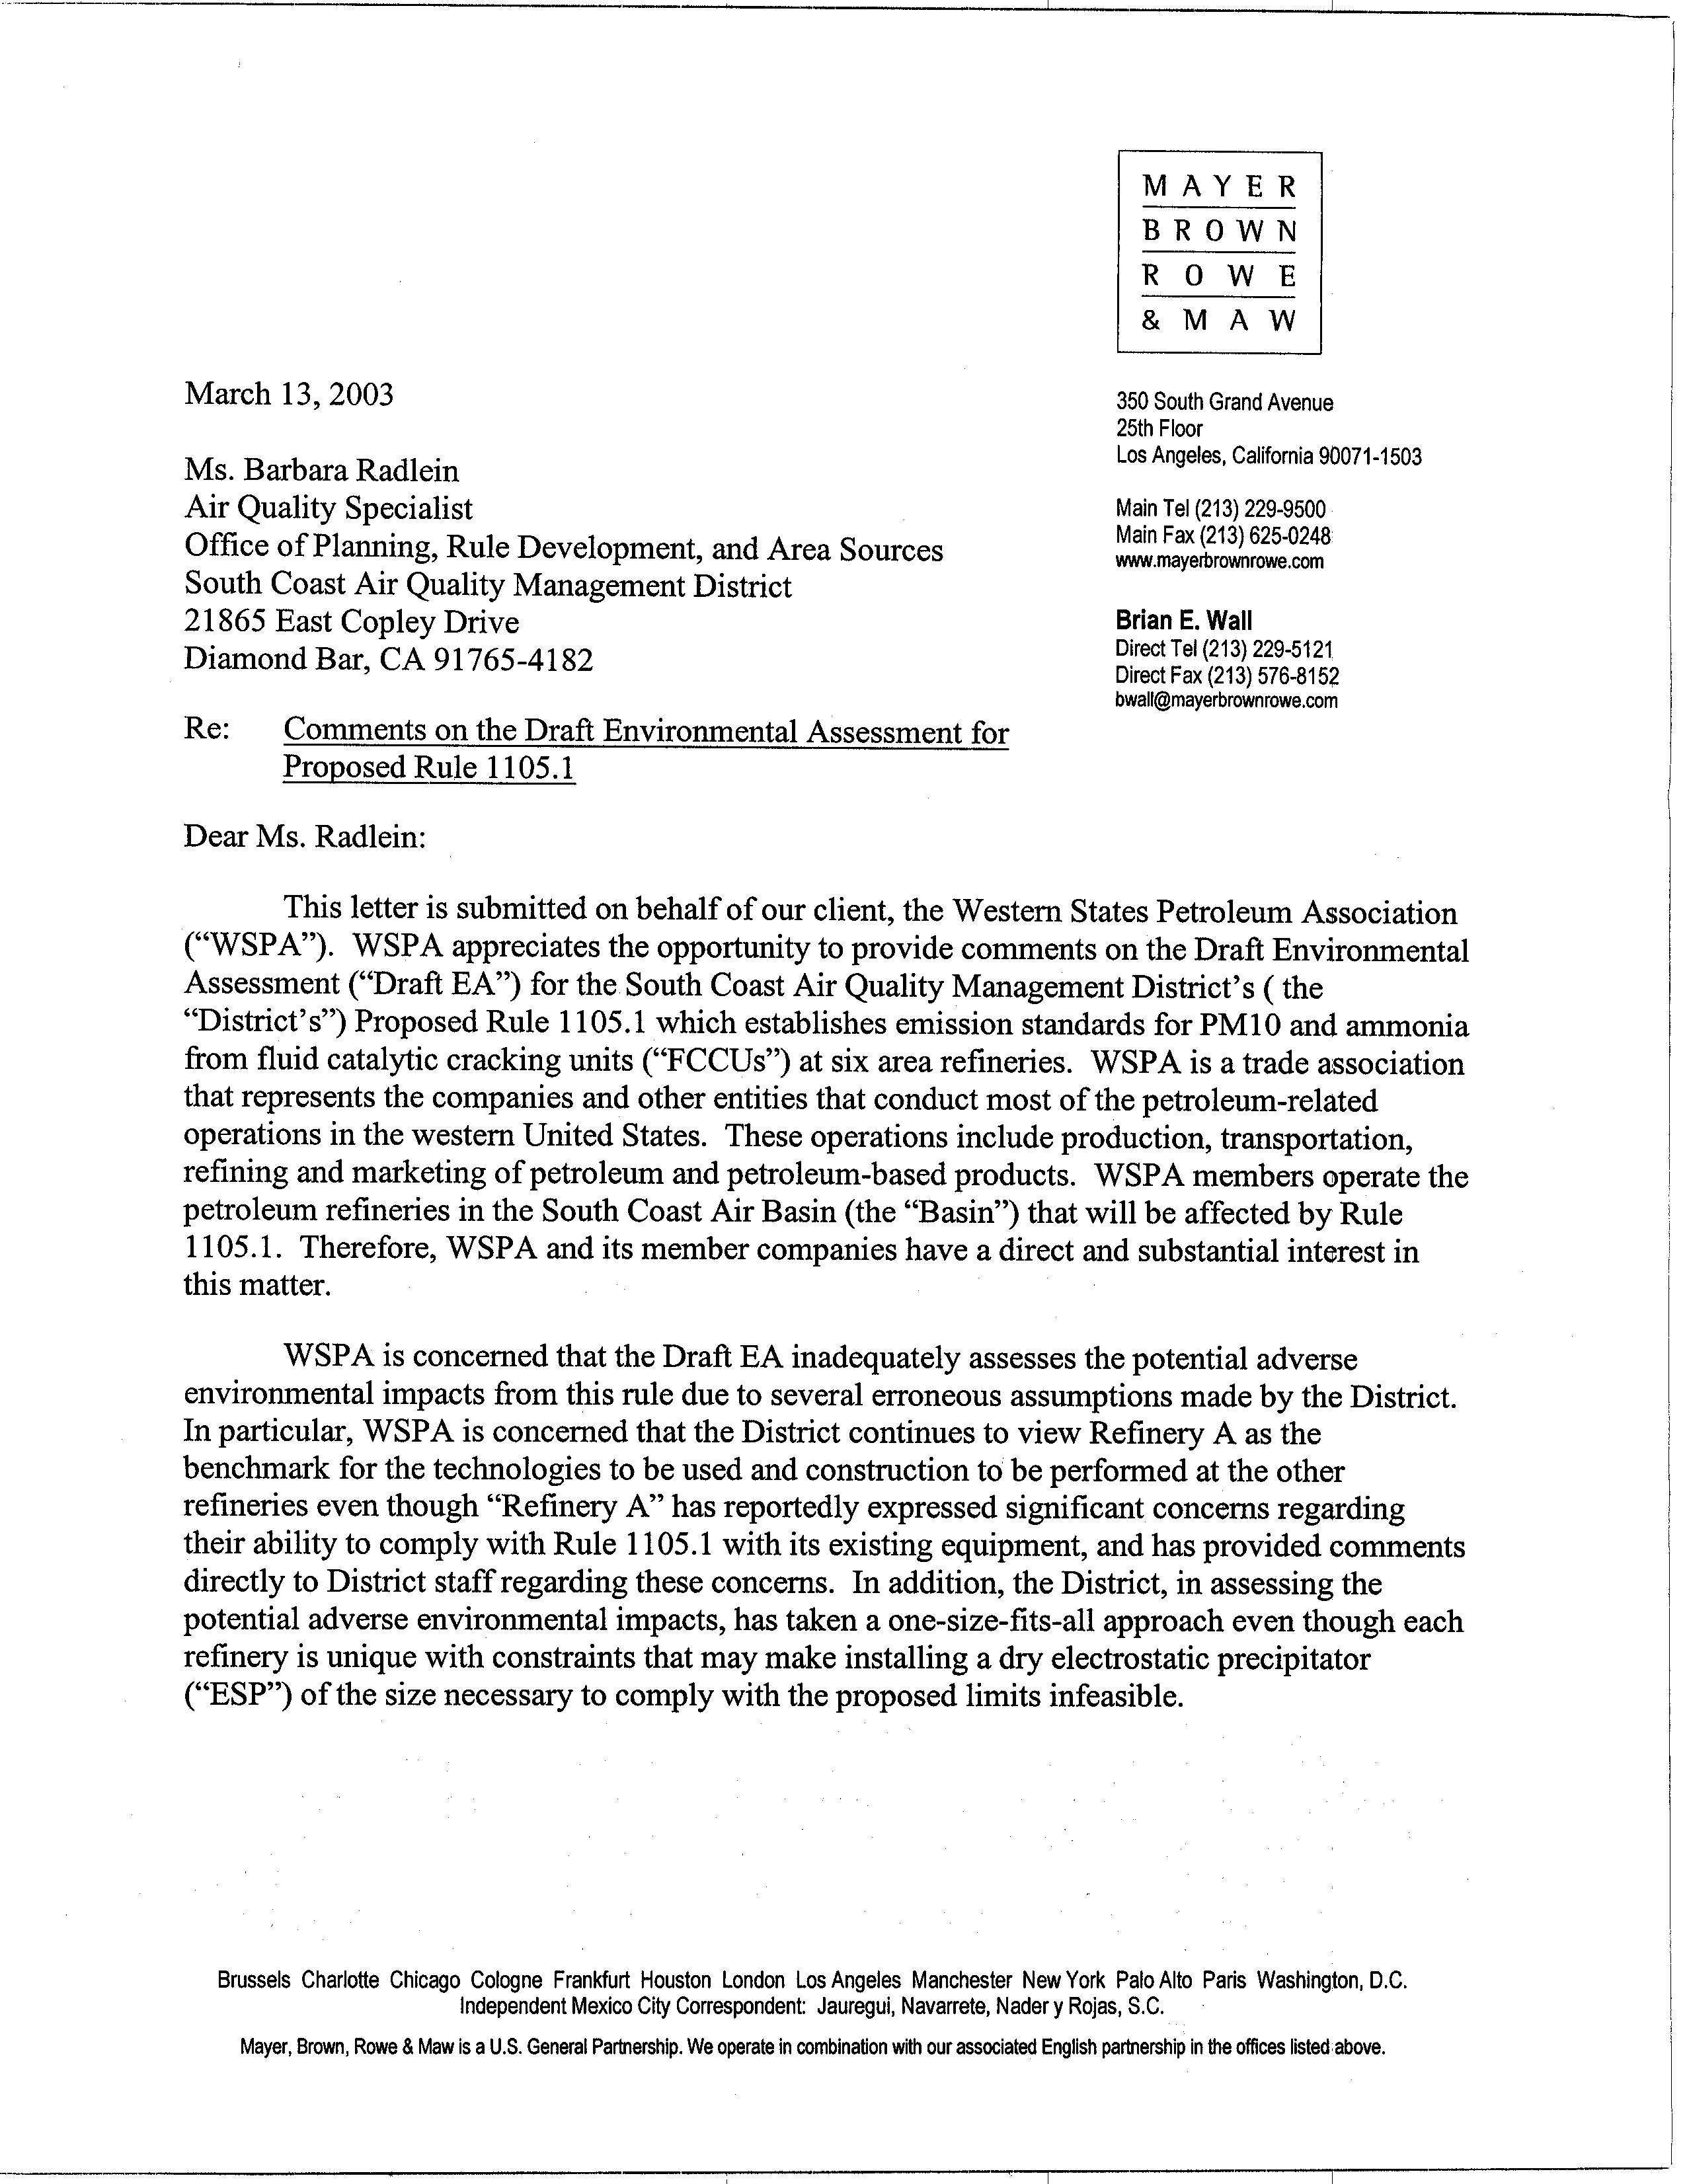 MAYER
BROWN
ROWE
& MAW
March 13, 2003
350 South Grand Avenue
25th Floor
Los Angeles, California 90071-1503
Ms. Barbara Radlein
Air Quality Specialist
Office of Planning, Rule Development, and Area Sources
South Coast Air Quality Management District
21865 East Copley Drive
Diamond Bar, CA 91765-4182
Main Tel (213) 229-9500
Main Fax (213) 625-0248
www.mayerbrownrowe.com
Brian E. Wall
Direct Tel (213) 229-5121
Direct Fax (213) 576-8152
bwall@mayerbrownrowe.com
Re: Comments on the Draft Environmental Assessment for
Proposed Rule 1105.1
Dear Ms. Radlein:
This letter is submitted on behalf of our client, the Western States Petroleum Association
(“WSPA”). WSPA appreciates the opportunity to provide comments on the Draft Environmental
Assessment (“Draft EA”) for the South Coast Air Quality Management District’s ( the
“District’s”) Proposed Rule 1105.1 which establishes emission standards for PM10 and ammonia
from fluid catalytic cracking units (“FCCUs”) at six area refineries. WSPA is a trade association
that represents the companies and other entities that conduct most of the petroleum-related
operations in the western United States. These operations include production, transportation,
refining and marketing of petroleum and petroleum-based products. WSPA members operate the
petroleum refineries in the South Coast Air Basin (the “Basin”) that will be affected by Rule
1105.1. Therefore, WSPA and its member companies have a direct and substantial interest in
this matter.
WSPA is concerned that the Draft EA inadequately assesses the potential adverse
environmental impacts from this rule due to several erroneous assumptions made by the District.
In particular, WSPA is concerned that the District continues to view Refinery A as the
benchmark for the technologies to be used and construction to be performed at the other
refineries even though “Refinery A” has reportedly expressed significant concerns regarding
their ability to comply with Rule 1105.1 with its existing equipment, and has provided comments
directly to District staff regarding these concerns. In addition, the District, in assessing the
potential adverse environmental impacts, has taken a one-size-fits-all approach even though each
refinery is unique with constraints that may make installing a dry electrostatic precipitator
(“ESP”) of the size necessary to comply with the proposed limits infeasible.
Brussels Charlotte Chicago Cologne Frankfurt Houston London Los Angeles Manchester New York Palo Alto Paris Washington, D.C.
Independent Mexico City Correspondent: Jauregui, Navarrete, Nader y Rojas, S.C.
Mayer, Brown, Rowe & Maw is a U.S. General Partnership. We operate in combination with our associated English partnership in the offices listed above.